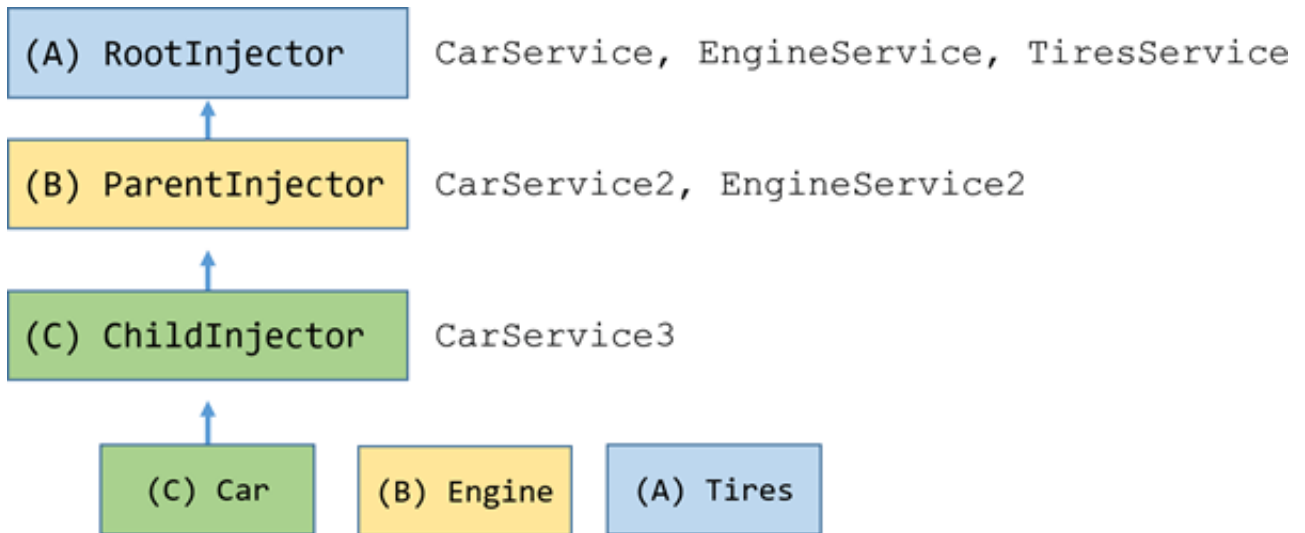 (A) RootInjector CarService, EngineService, TiresService
(B) ParentInjector CarService2, EngineService2
(C) ChildInjector CarService3
(C) Car (B) Engine (A) Tires